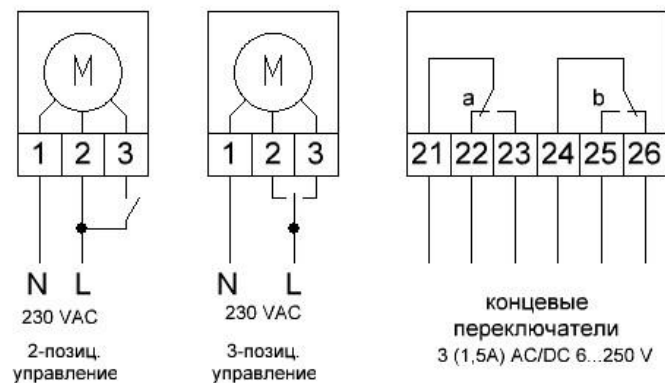 M
M
a
b
1 2 3
1 2 3
21 22 23 24 25 26
N L
230 VAC
2-позиц.
управление
N L
230 VAC
3-позиц.
управление
концевые
переключатели
3 (1,5A) AC/DC 6...250 V